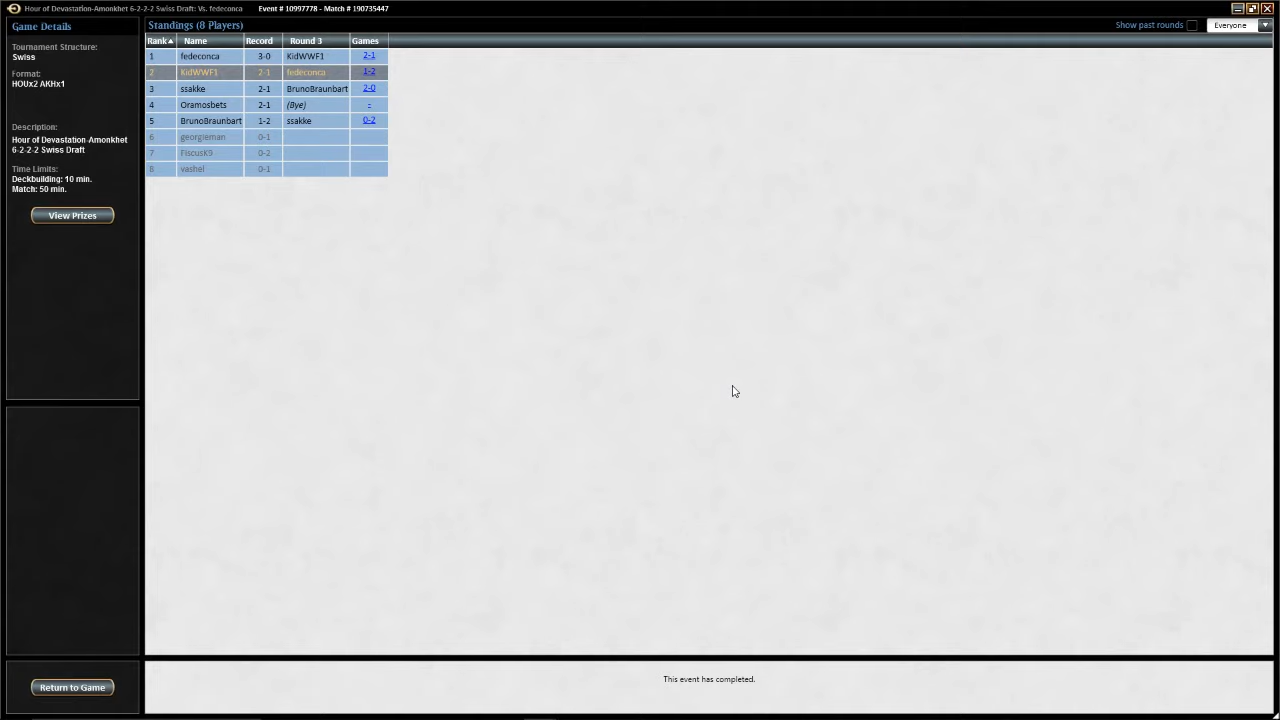 Hour of Devastation-Amonkhet 6-2-2-2 Swiss Draft: Vs. fedeconca Event # 10997778 - Match # 190735447
Game Details
Tournament Structure:
Swiss
Format:
HOUx2 AKHx1
Description:
Hour of Devastation-Amonkhet
6-2-2-2 Swiss Draft
Time Limits:
Deckbuilding: 10 min.
Match: 50 min.
View Prizes
Standings (8 Players) Show past rounds Everyone
Rank Name Record Round 3 Games
1 fedeconca 3-0 KidWWF1 2-1
2 KidWWF1 2-1 fedeconca 1-2
3 ssakke 2-1 BrunoBraunbart 2-0
4 Oramosbets 2-1 (Bye) -
5 BrunoBraunbart 1-2 ssakke 0-2
6 georgieman 0-1
7 FiscusK9 0-2
8 vashel 0-1
Return to Game
This event has completed.